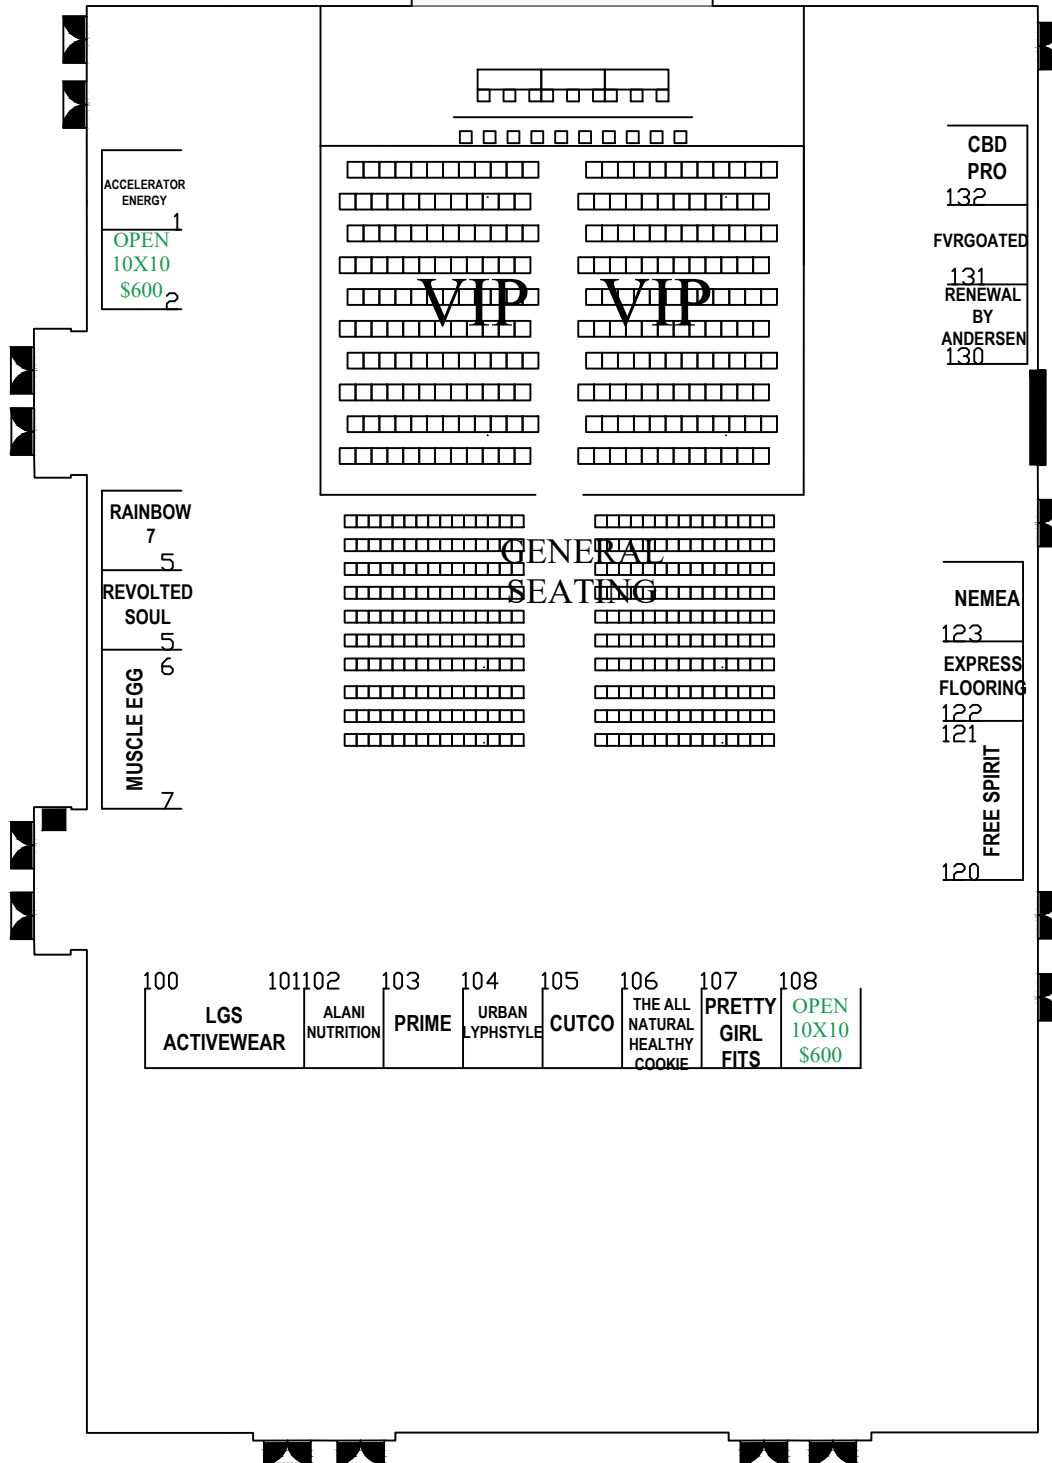 ACCELERATOR
ENERGY
1
OPEN
10X10
$600
2
VIP VIP
CBD
PRO
132
FVRGOATED
131
RENEWAL
BY
ANDERSEN
130
RAINBOW
7
5
REVOLTED
SOUL
5
6
MUSCLE EGG
7
GENERAL
SEATING
NEMEA
123
EXPRESS
FLOORING
122
121
FREE SPIRIT
120
100 101 102 103 104 105 106 107 108
LGS
ACTIVEWEAR
ALANI
NUTRITION
PRIME
URBAN
LYPHSTYLE
CUTCO
THE ALL
NATURAL
HEALTHY
COOKIE
PRETTY
GIRL
FITS
OPEN
10X10
$600